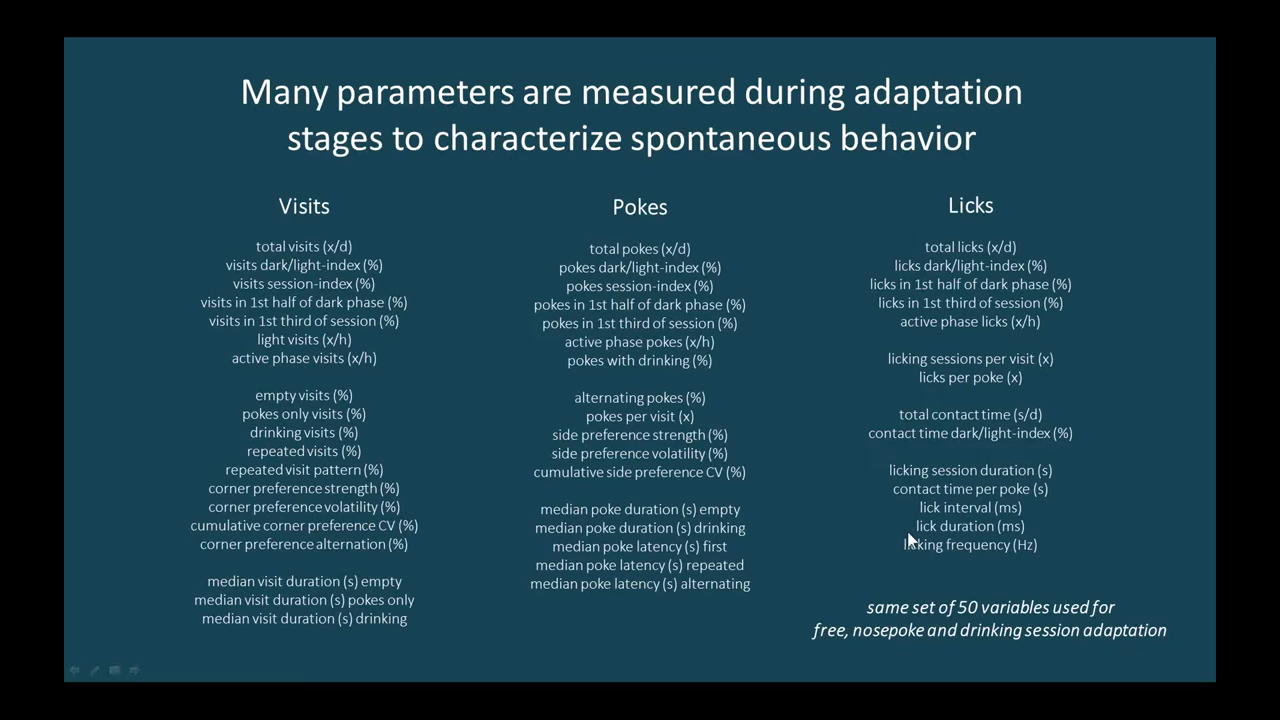 Many parameters are measured during adaptation
stages to characterize spontaneous behavior
Visits
total visits (x/d)
visits dark/light-index (%)
visits session-index (%)
visits in 1st half of dark phase (%)
visits in 1st third of session (%)
light visits (x/h)
active phase visits (x/h)
empty visits (%)
pokes only visits (%)
drinking visits (%)
repeated visits (%)
repeated visit pattern (%)
corner preference strength (%)
corner preference volatility (%)
cumulative corner preference CV (%)
corner preference alternation (%)
median visit duration (s) empty
median visit duration (s) pokes only
median visit duration (s) drinking
Pokes
total pokes (x/d)
pokes dark/light-index (%)
pokes session-index (%)
pokes in 1st half of dark phase (%)
pokes in 1st third of session (%)
active phase pokes (x/h)
pokes with drinking (%)
alternating pokes (%)
pokes per visit (x)
side preference strength (%)
side preference volatility (%)
cumulative side preference CV (%)
median poke duration (s) empty
median poke duration (s) drinking
median poke latency (s) first
median poke latency (s) repeated
median poke latency (s) alternating
Licks
total licks (x/d)
licks dark/light-index (%)
licks in 1st half of dark phase (%)
licks in 1st third of session (%)
active phase licks (x/h)
licking sessions per visit (x)
licks per poke (x)
total contact time (s/d)
contact time dark/light-index (%)
licking session duration (s)
contact time per poke (s)
lick interval (ms)
lick duration (ms)
licking frequency (Hz)
same set of 50 variables used for
free, nosepoke and drinking session adaptation